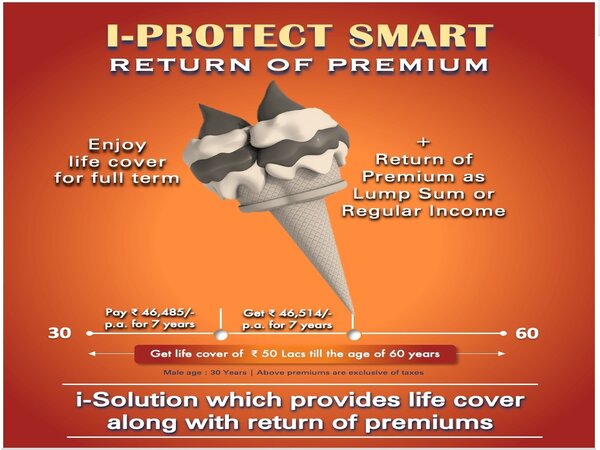 I-PROTECT SMART
RETURN OF PREMIUM
Enjoy
life cover
for full term
+
Return of
Premium as
Lump Sum or
Regular Income
Pay ₹ 46,485/-
p.a. for 7 years
Get ₹ 46,514/-
p.a. for 7 years
30
60
Get life cover of ₹ 50 Lacs till the age of 60 years
Male age : 30 Years | Above premiums are exclusive of taxes
i-Solution which provides life cover
along with return of premiums